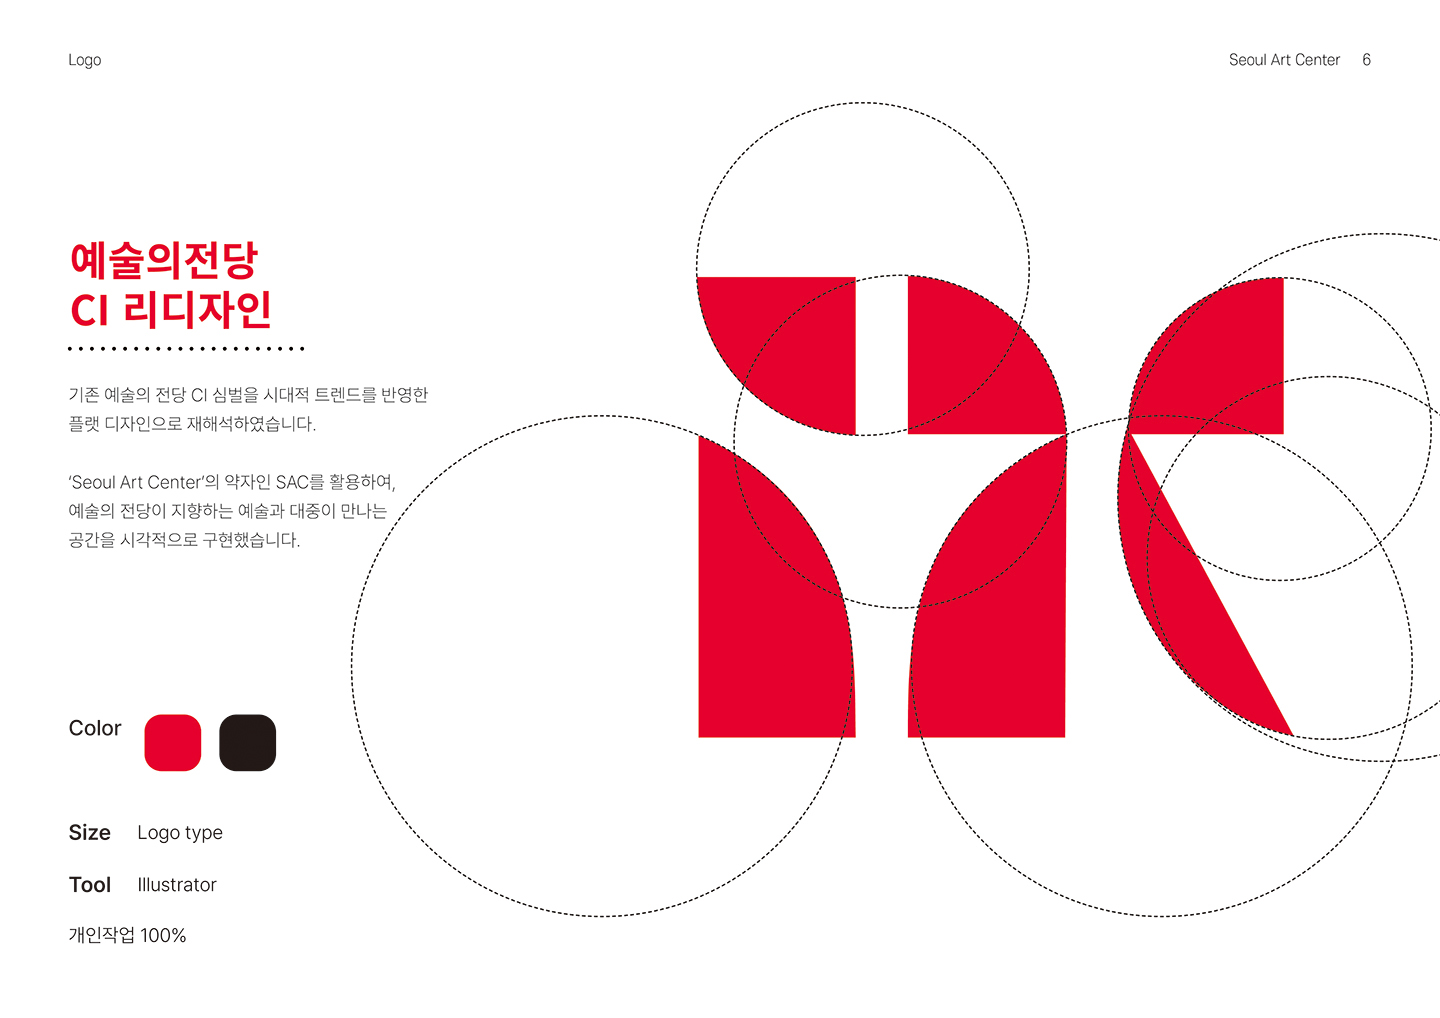 Logo
Seoul Art Center 6
예술의전당
CI 리디자인
기존 예술의 전당 CI 심벌을 시대적 트렌드를 반영한
플랫 디자인으로 재해석하였습니다.
‘Seoul Art Center’의 약자인 SAC를 활용하여,
예술의 전당이 지향하는 예술과 대중이 만나는
공간을 시각적으로 구현했습니다.
Color
Size Logo type
Tool Illustrator
개인작업 100%